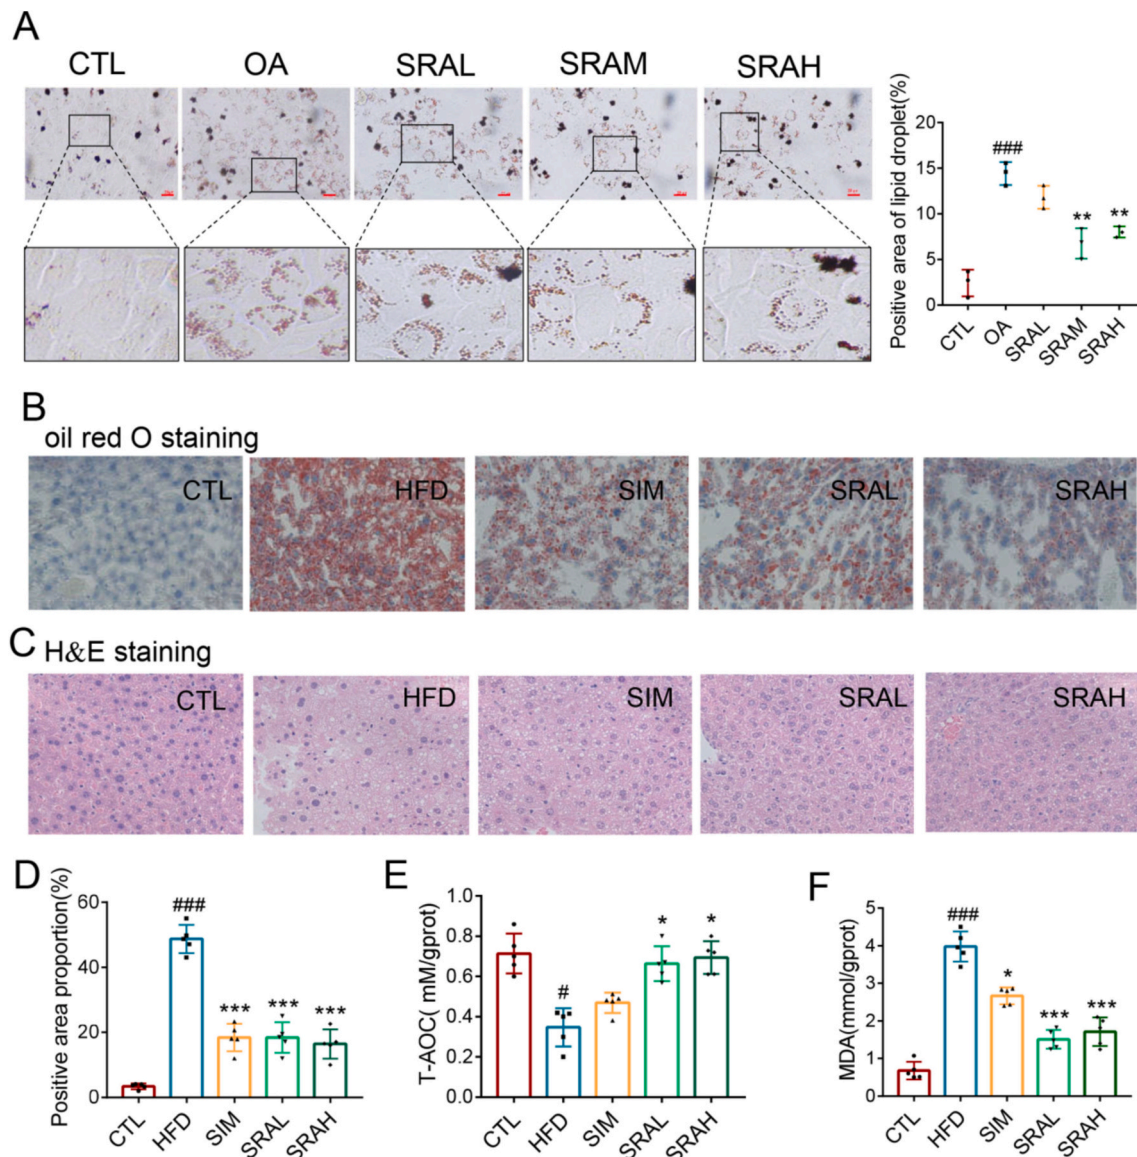 A
CTL
OA
SRAL
SRAM
SRAH
Positive area of lipid droplet(%)
20
15
10
5
0
###
**
**
CTL
OA
SRAL
SRAM
SRAH
B
oil red O staining
CTL
HFD
SIM
SRAL
SRAH
C
H&E staining
CTL
HFD
SIM
SRAL
SRAH
D
Positive area proportion(%)
60
40
20
0
###
***
***
***
CTL
HFD
SIM
SRAL
SRAH
E
T-AOC( mM/gprot)
1.0
0.8
0.6
0.4
0.2
0.0
#
*
*
CTL
HFD
SIM
SRAL
SRAH
F
MDA(mmol/gprot)
5
4
3
2
1
0
###
*
***
***
CTL
HFD
SIM
SRAL
SRAH